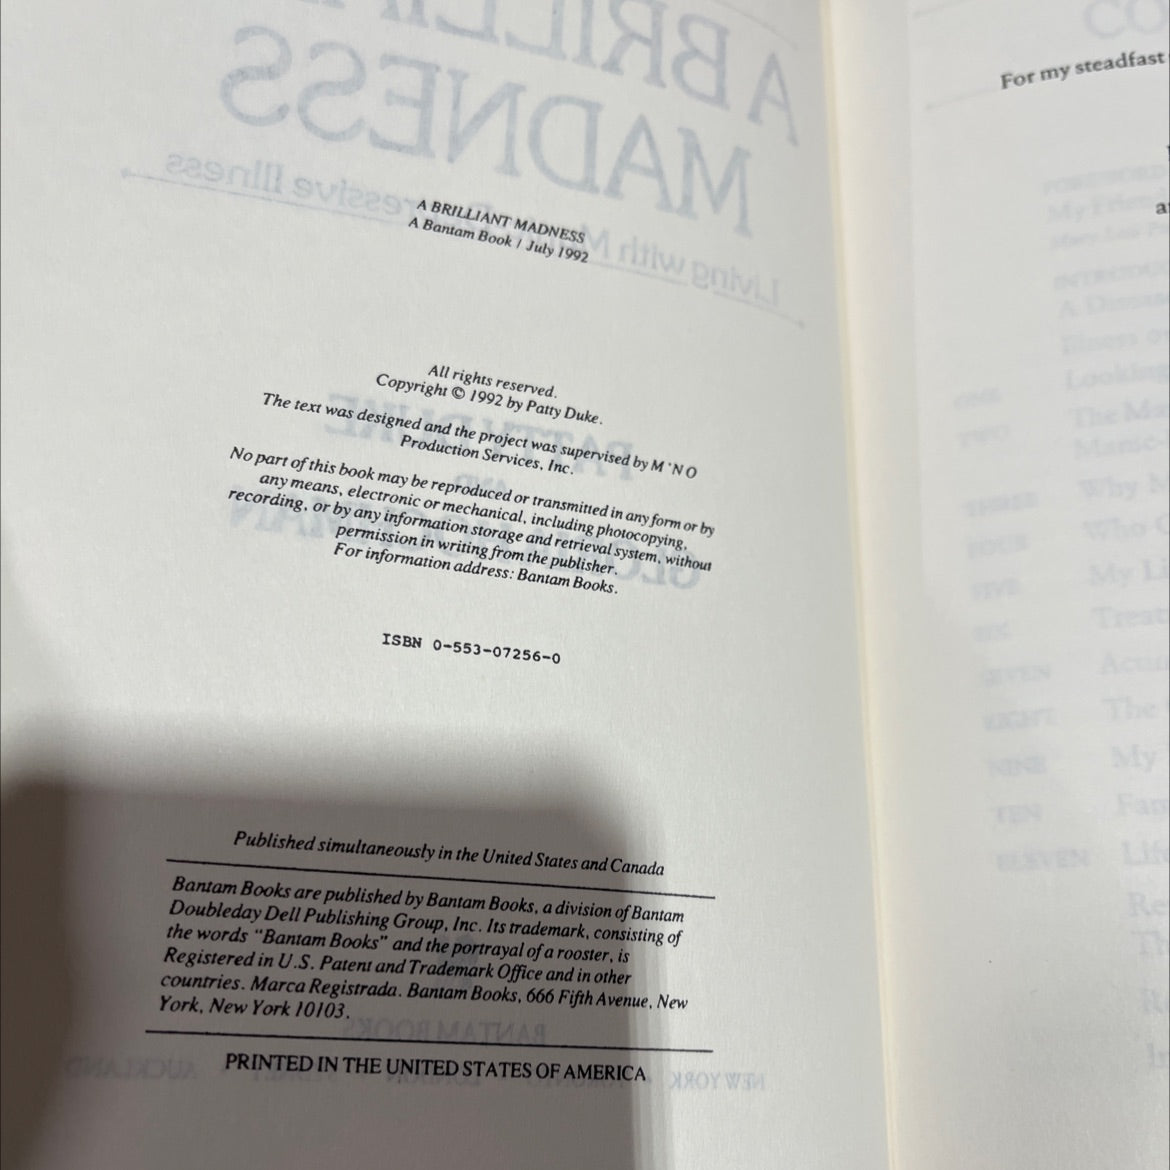 A BRILLIANT MADNESS
A Bantam Book / July 1992
All rights reserved.
Copyright © 1992 by Patty Duke.
The text was designed and the project was supervised by M 'N O
Production Services, Inc.
No part of this book may be reproduced or transmitted in any form or by
any means, electronic or mechanical, including photocopying,
recording, or by any information storage and retrieval system, without
permission in writing from the publisher.
For information address: Bantam Books.
ISBN 0-553-07256-0
Published simultaneously in the United States and Canada
Bantam Books are published by Bantam Books, a division of Bantam
Doubleday Dell Publishing Group, Inc. Its trademark, consisting of
the words "Bantam Books" and the portrayal of a rooster, is
Registered in U.S. Patent and Trademark Office and in other
countries. Marca Registrada. Bantam Books, 666 Fifth Avenue, New
York, New York 10103.
PRINTED IN THE UNITED STATES OF AMERICA
For my steadfast